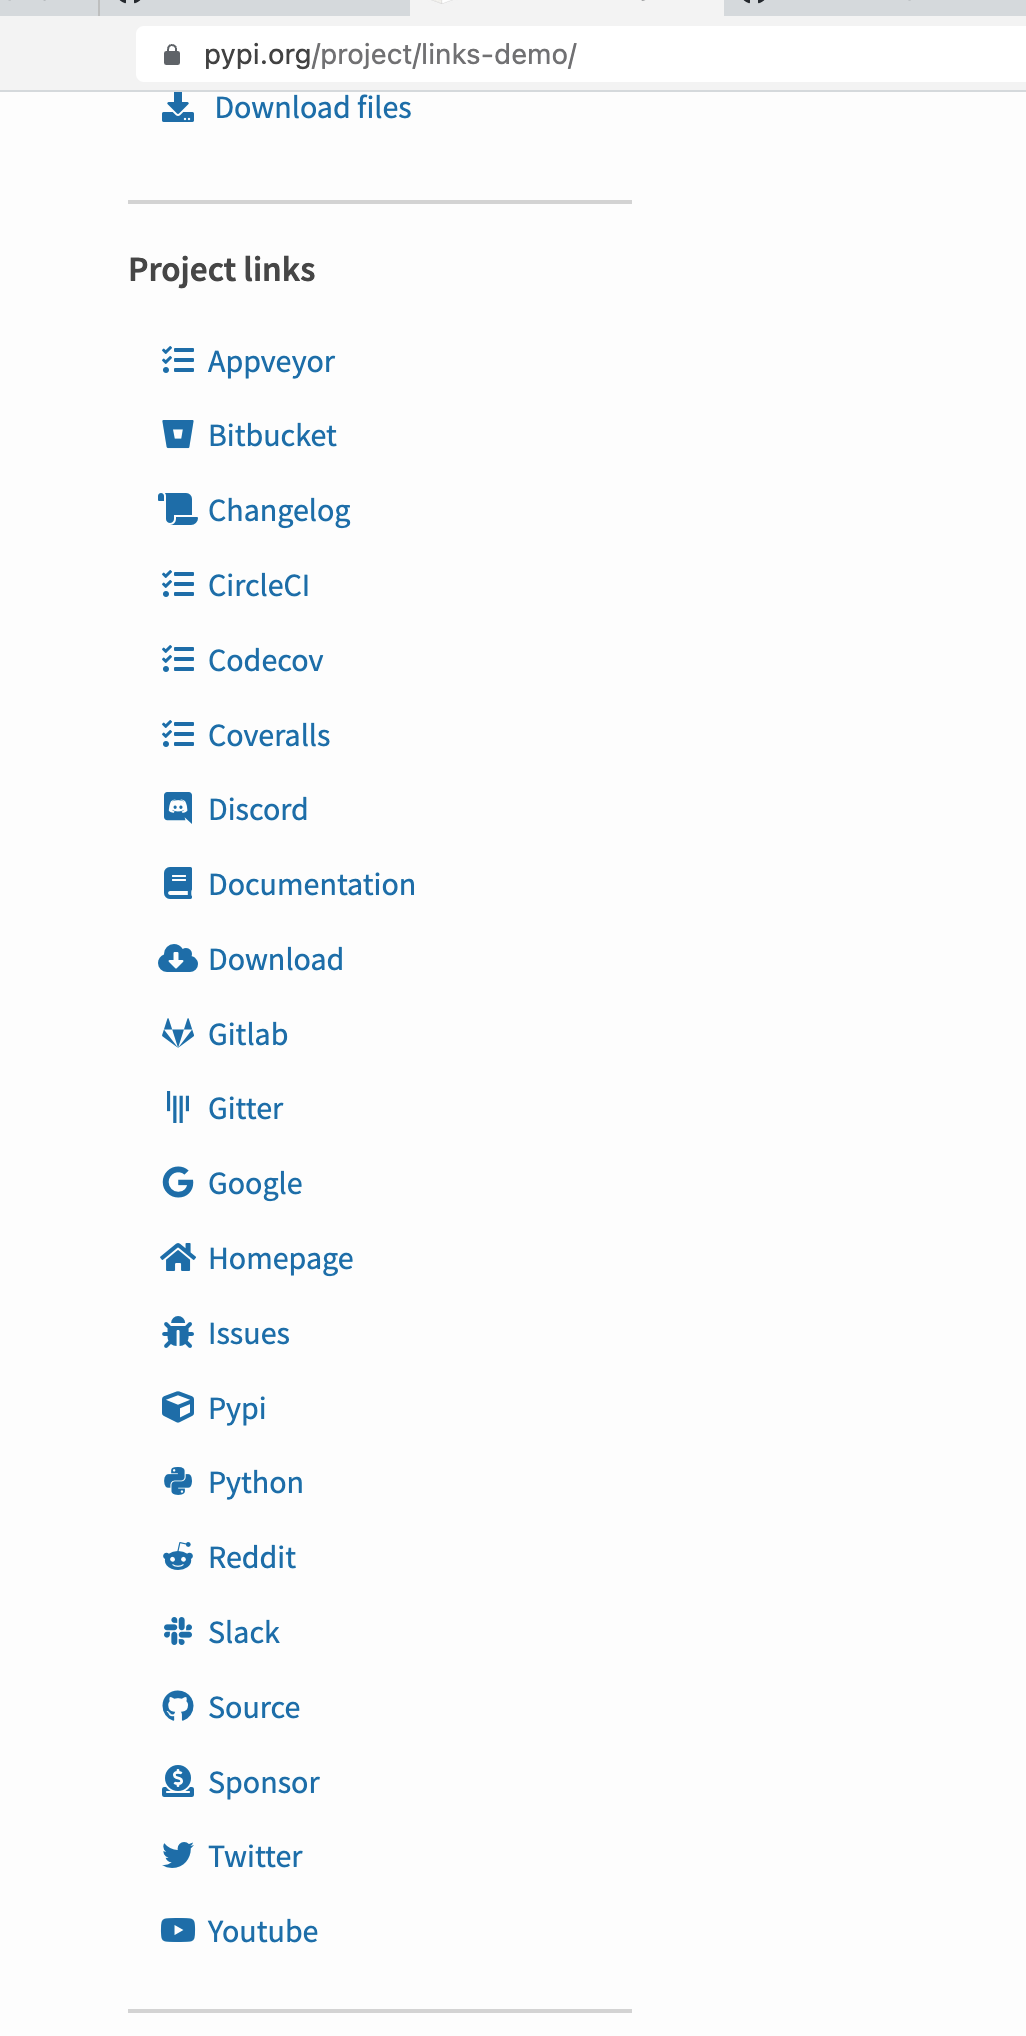 pypi.org/project/links-demo/
Download files
Project links
Appveyor
Bitbucket
Changelog
CircleCI
Codecov
Coveralls
Discord
Documentation
Download
Gitlab
Gitter
Google
Homepage
Issues
Pypi
Python
Reddit
Slack
Source
Sponsor
Twitter
Youtube